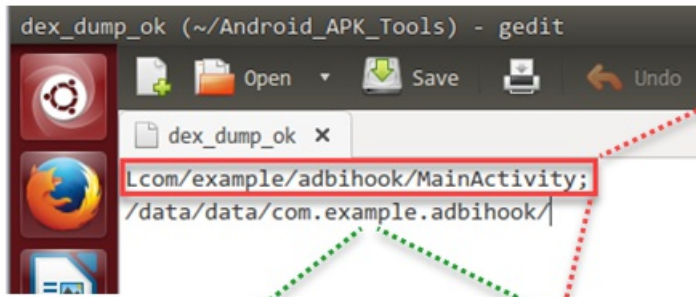 dex_dump_ok (~/Android_APK_Tools) - gedit
Open Save Undo
dex_dump_ok ×
Lcom/example/adbihook/MainActivity;
/data/data/com.example.adbihook/